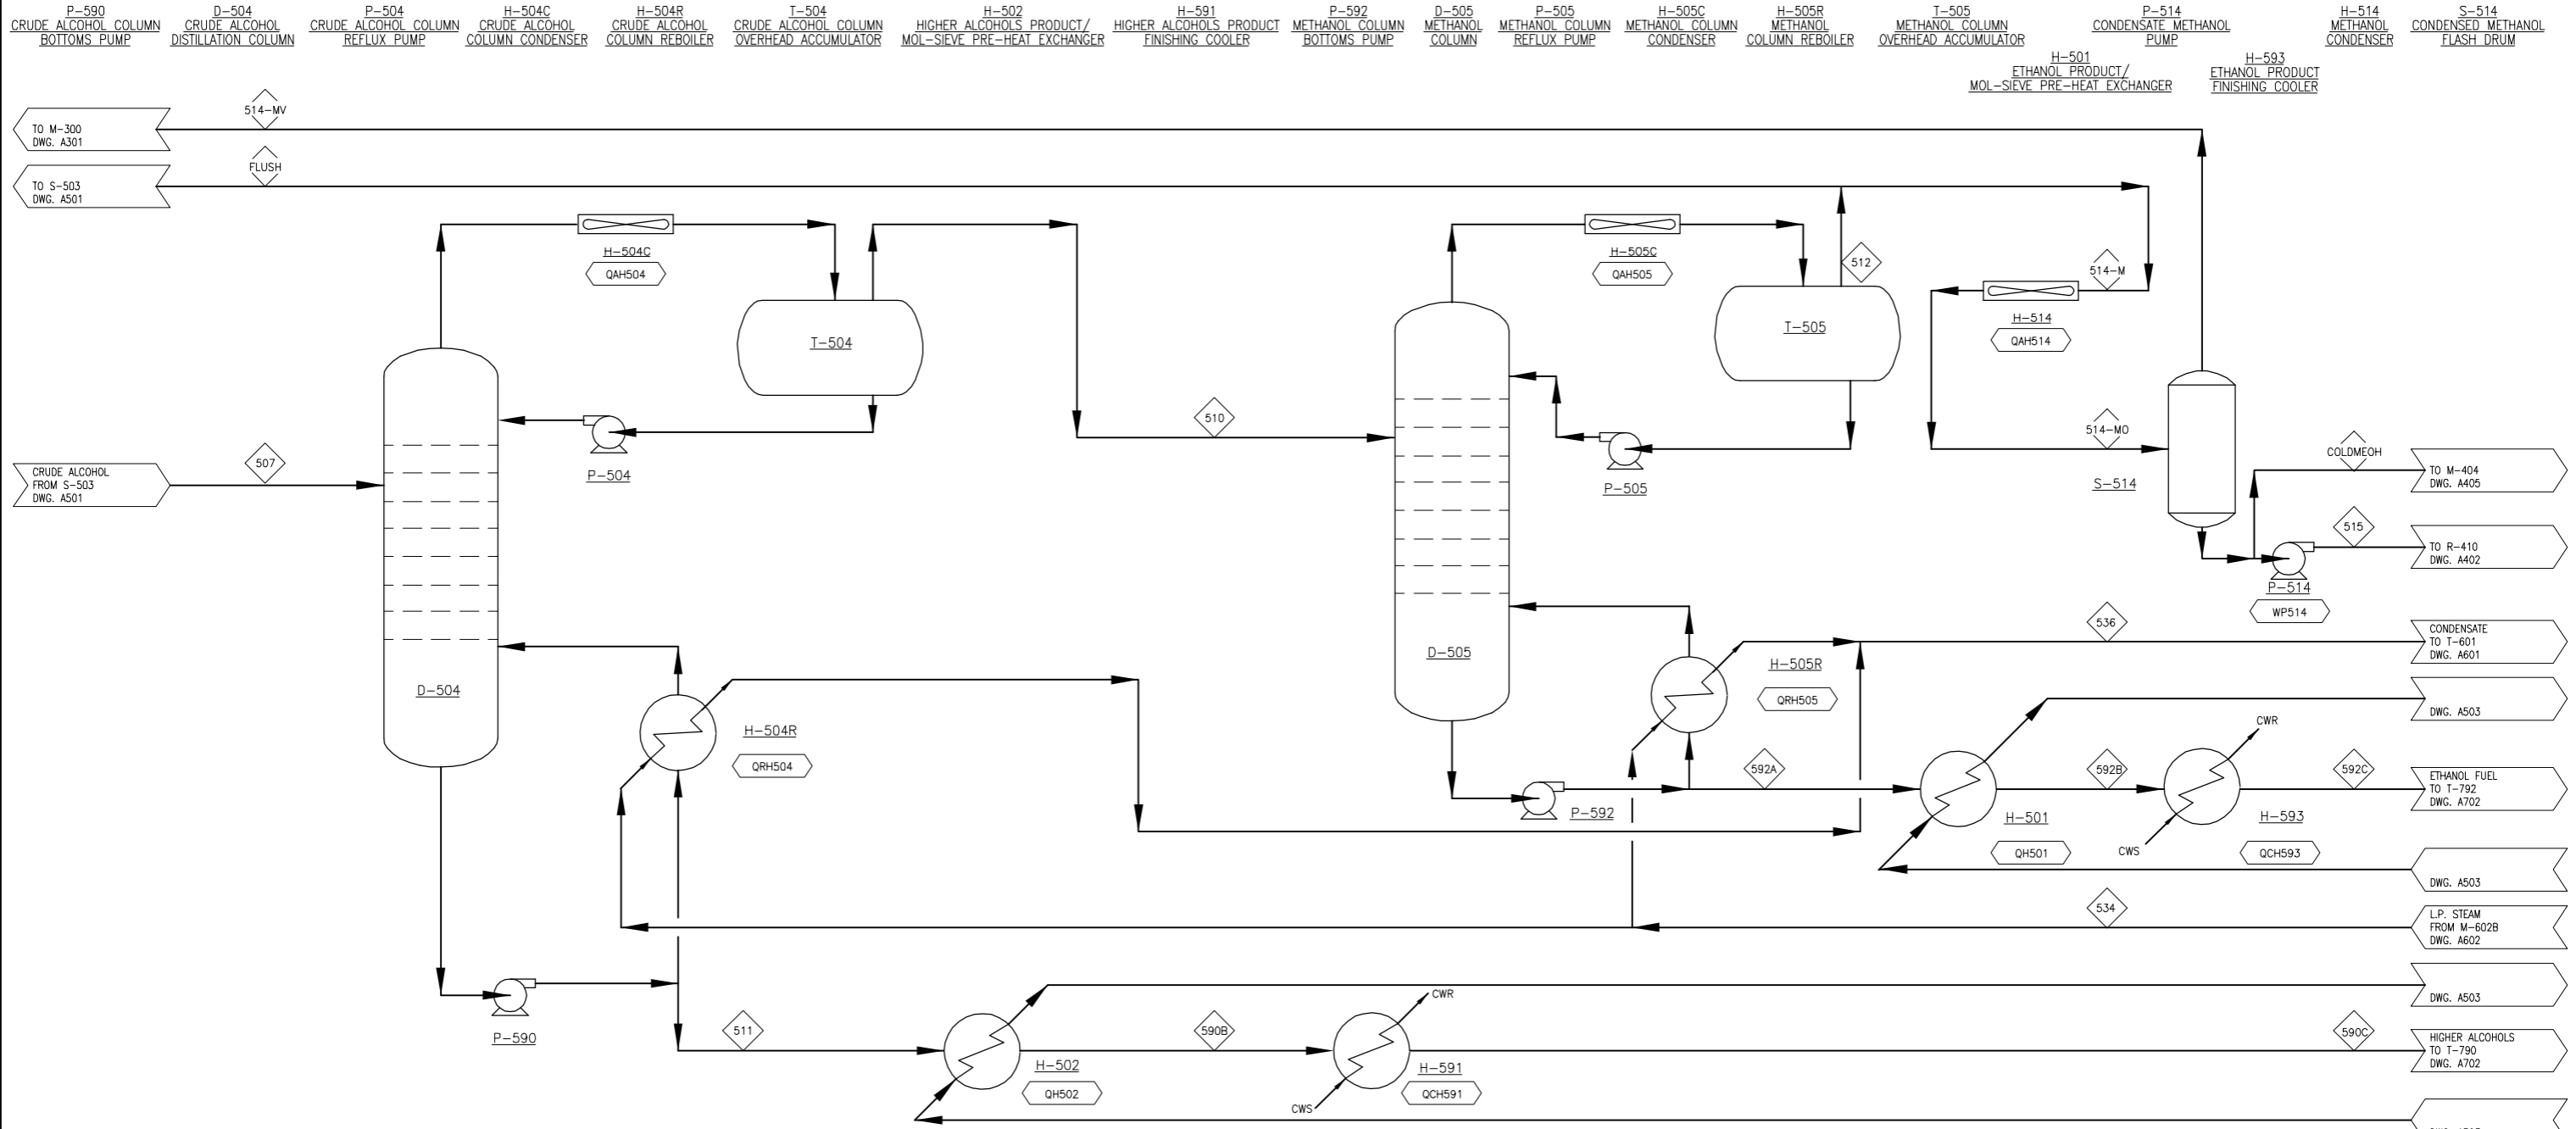 P-590
CRUDE ALCOHOL COLUMN
BOTTOMS PUMP
D-504
CRUDE ALCOHOL
DISTILLATION COLUMN
P-504
CRUDE ALCOHOL COLUMN
REFLUX PUMP
H-504C
CRUDE ALCOHOL
COLUMN CONDENSER
H-504R
CRUDE ALCOHOL
COLUMN REBOILER
T-504
CRUDE ALCOHOL COLUMN
OVERHEAD ACCUMULATOR
H-502
HIGHER ALCOHOLS PRODUCT/
MOL-SIEVE PRE-HEAT EXCHANGER
H-591
HIGHER ALCOHOLS PRODUCT
FINISHING COOLER
P-592
METHANOL COLUMN
BOTTOMS PUMP
D-505
METHANOL
COLUMN
P-505
METHANOL COLUMN
REFLUX PUMP
H-505C
METHANOL COLUMN
CONDENSER
H-505R
METHANOL
COLUMN REBOILER
T-505
METHANOL COLUMN
OVERHEAD ACCUMULATOR
P-514
CONDENSATE METHANOL
PUMP
H-514
METHANOL
CONDENSER
S-514
CONDENSED METHANOL
FLASH DRUM
H-501
ETHANOL PRODUCT/
MOL-SIEVE PRE-HEAT EXCHANGER
H-593
ETHANOL PRODUCT
FINISHING COOLER
514-MV
TO M-300
DWG. A301
FLUSH
TO S-503
DWG. A501
H-504C
QAH504
H-505C
QAH505
512
514-M
H-514
QAH514
T-504
T-505
510
514-MO
COLDMEOH
507
CRUDE ALCOHOL
FROM S-503
DWG. A501
P-504
P-505
S-514
TO M-404
DWG. A405
515
TO R-410
DWG. A402
P-514
WP514
536
CONDENSATE
TO T-601
DWG. A601
D-505
H-505R
QRH505
D-504
DWG. A503
CWR
H-504R
QRH504
592A
592B
592C
ETHANOL FUEL
TO T-792
DWG. A702
P-592
H-501
QH501
H-593
CWS
QCH593
DWG. A503
534
L.P. STEAM
FROM M-602B
DWG. A602
CWR
DWG. A503
P-590
511
590B
590C
HIGHER ALCOHOLS
TO T-790
DWG. A702
H-502
QH502
H-591
QCH591
CWS